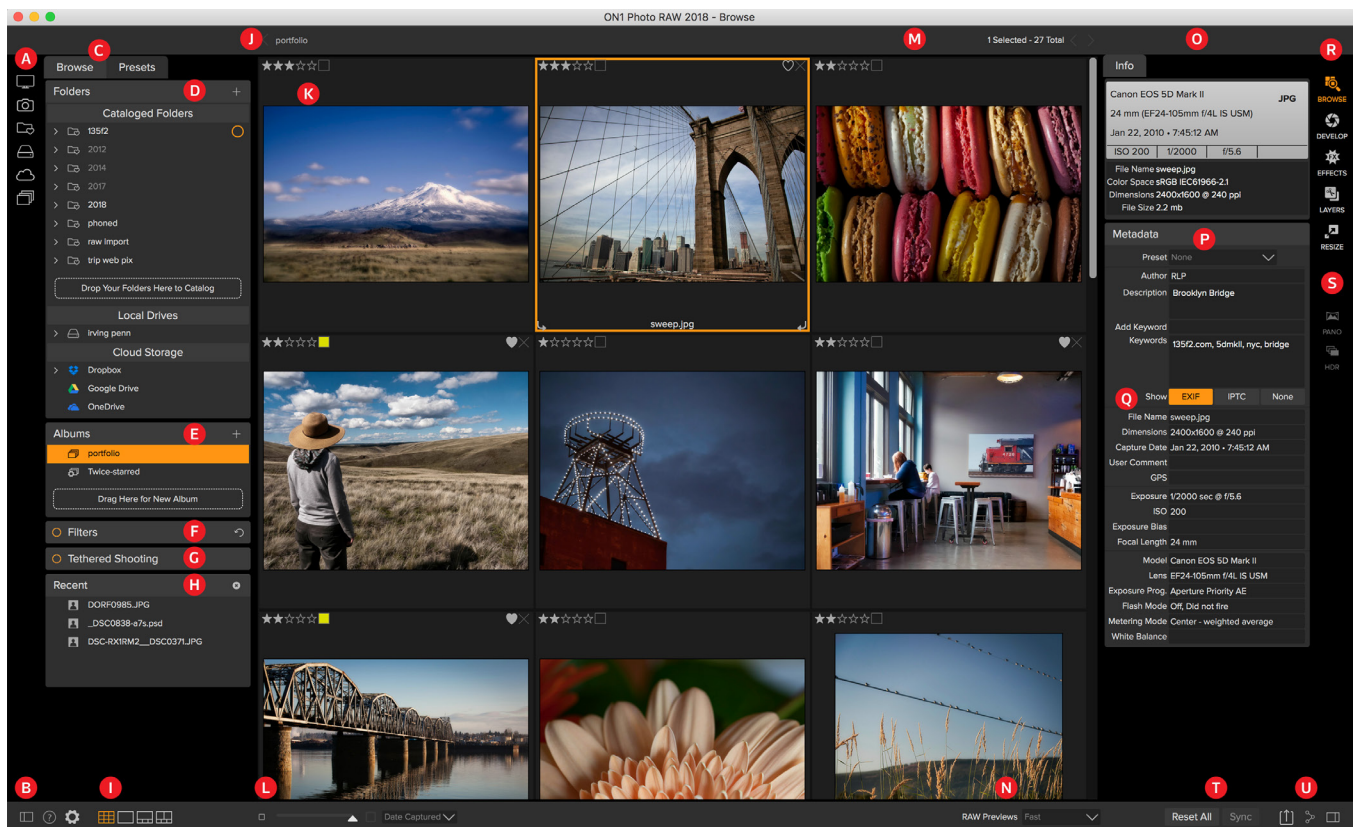 ON1 Photo RAW 2018 - Browse
J
portfolio
M
1 Selected - 27 Total
O
R
A
C
Browse
Presets
D
Folders
Cataloged Folders
135f2
2012
2014
2017
2018
phoned
raw import
trip web pix
Drop Your Folders Here to Catalog
Local Drives
Irving penn
Cloud Storage
Dropbox
Google Drive
OneDrive
Albums
E
portfolio
Twice-starred
Drag Here for New Album
Filters
F
Tethered Shooting
G
Recent
H
DORF0985.JPG
_DSC0838-a7s.psd
DSC-RX1RM2__DSC0371.JPG
K
sweep.jpg
4726
Info
Canon EOS 5D Mark II
JPG
24 mm (EF24-105mm f/4L IS USM)
Jan 22, 2010 • 7:45:12 AM
ISO 200
1/2000
f/5.6
File Name sweep.jpg
Color Space sRGB IEC61966-2.1
Dimensions 2400x1600 @ 240 ppi
File Size 2.2 mb
Metadata
P
Preset None
Author RLP
Description Brooklyn Bridge
Add Keyword
Keywords 135f2.com, 5dmkII, nyc, bridge
Q
Show EXIF IPTC None
File Name sweep.jpg
Dimensions 2400x1600 @ 240 ppi
Capture Date Jan 22, 2010 • 7:45:12 AM
User Comment
GPS
Exposure 1/2000 sec @ f/5.6
ISO 200
Exposure Bias
Focal Length 24 mm
Model Canon EOS 5D Mark II
Lens EF24-105mm f/4L IS USM
Exposure Prog. Aperture Priority AE
Flash Mode Off, Did not fire
Metering Mode Center - weighted average
White Balance
BROWSE
DEVELOP
FX
EFFECTS
LAYERS
RESIZE
S
PANO
HDR
B
?
I
L
Date Captured
N
RAW Previews Fast
T
Reset All
Sync
U